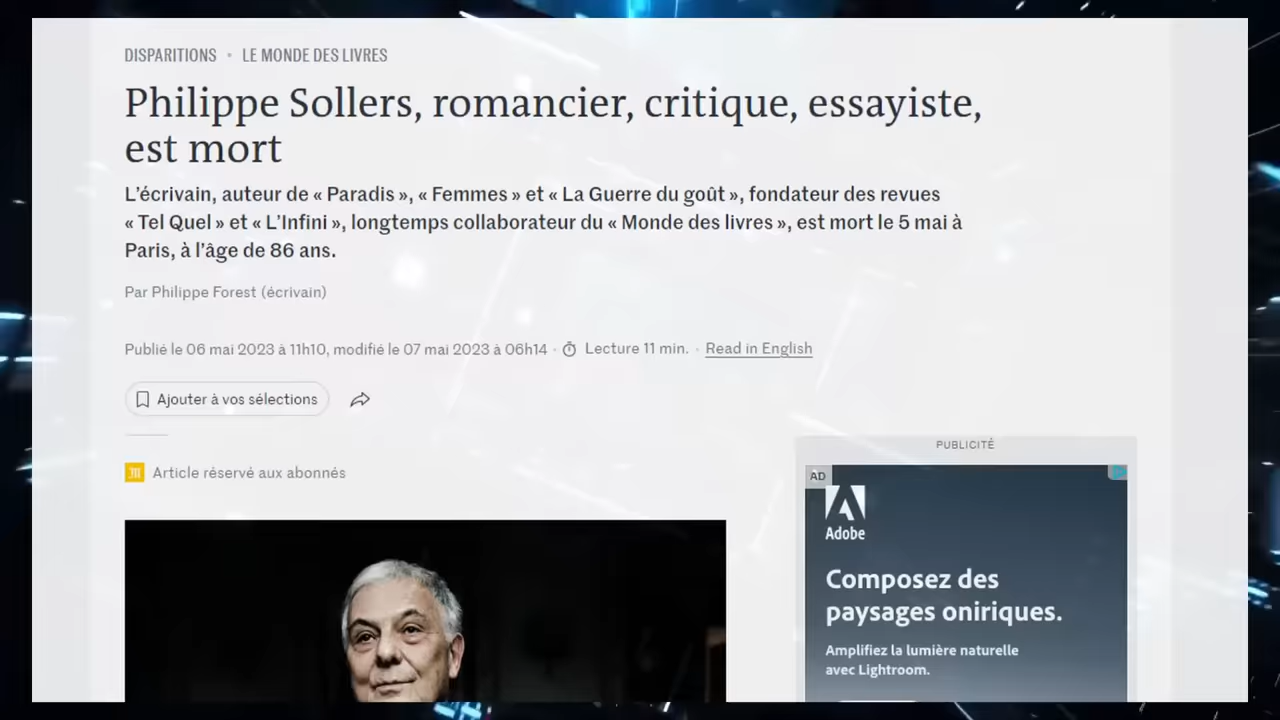 DISPARITIONS • LE MONDE DES LIVRES
Philippe Sollers, romancier, critique, essayiste,
est mort
L'écrivain, auteur de « Paradis », « Femmes » et « La Guerre du goût », fondateur des revues
« Tel Quel » et « L'Infini », longtemps collaborateur du « Monde des livres », est mort le 5 mai à
Paris, à l'âge de 86 ans.
Par Philippe Forest (écrivain)
Publié le 06 mai 2023 à 11h10, modifié le 07 mai 2023 à 06h14 · Lecture 11 min. · Read in English
Ajouter à vos sélections
Article réservé aux abonnés
PUBLICITÉ
AD
Adobe
Composez des
paysages oniriques.
Amplifiez la lumière naturelle
avec Lightroom.